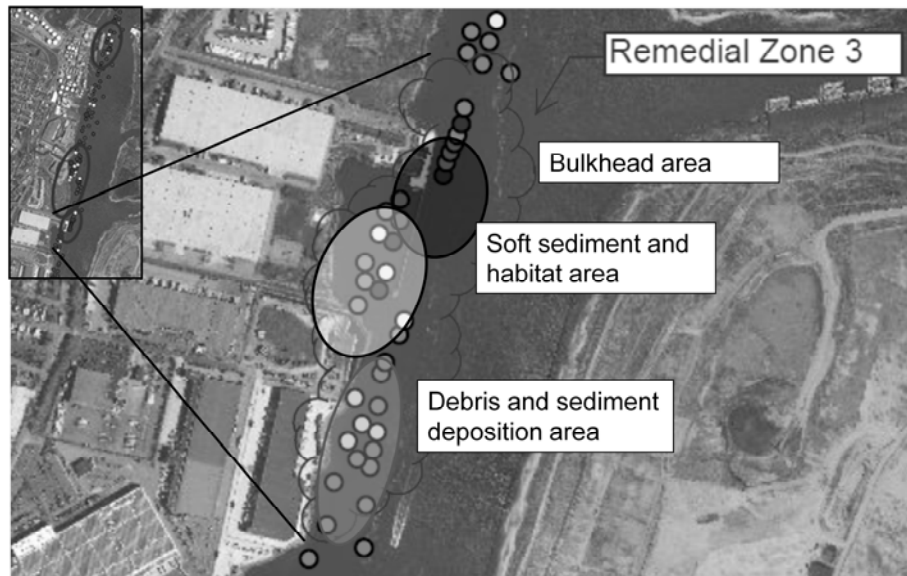 Remedial Zone 3
Bulkhead area
Soft sediment and
habitat area
Debris and sediment
deposition area